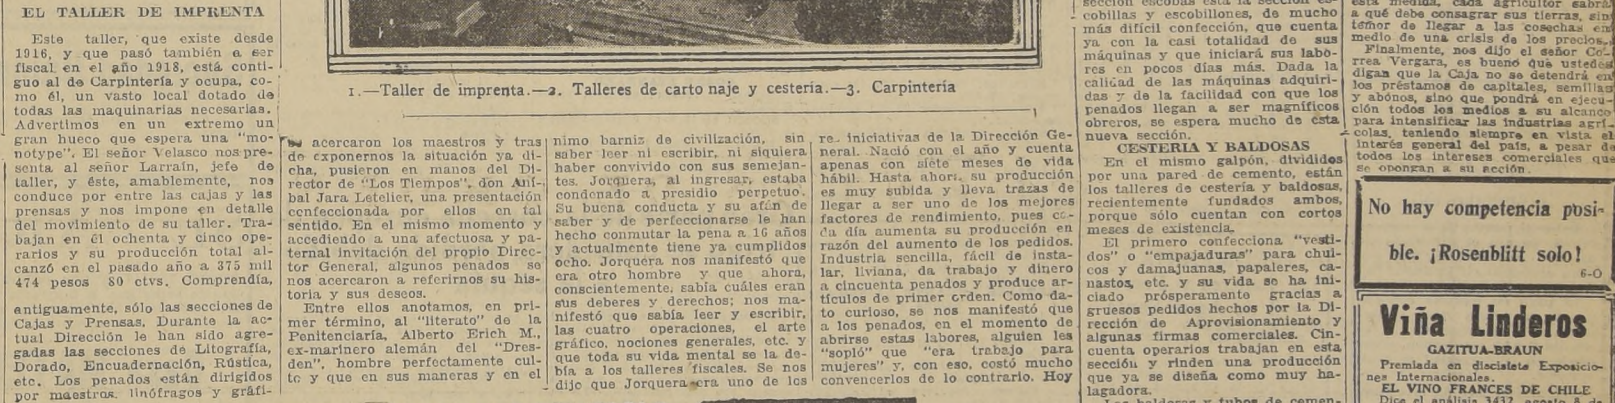 EL TALLER DE IMPRENTA
Este taller, que existe desde
1916, y que pasó también a ser
fiscal en el año 1918, está conti-
guo al de Carpintería y ocupa, co-
mo él, un vasto local dotado de
todas las maquinarias necesarias.
Advertimos en un extremo un
gran hueco que espera una "mo-
notype". El señor Velasco nos pre-
senta al señor Larraín, jefe de
taller, y éste, amablemente, nos
conduce por entre las cajas y las
prensas y nos impone en detalle
del movimiento de su taller. Tra-
bajan en él ochenta y cinco ope-
rarios y su producción total al-
canzó en el pasado año a 375 mil
474 pesos 80 ctvs. Comprendía,
antiguamente, sólo las secciones de
Cajas y Prensas. Durante la ac-
tual Dirección le han sido agre-
gadas las secciones de Litografía,
Dorado, Encuadernación, Rústica,
etc. Los penados están dirigidos
por maestros, linófragos y gráfi-
1.—Taller de imprenta.—2. Talleres de carto naje y cestería.—3. Carpintería
acercaron los maestros y tras
de exponernos la situación ya di-
cha, pusieron en manos del Di-
rector de "Los Tiempos", don Aní-
bal Jara Letelier, una presentación
confeccionada por ellos en tal
sentido. En el mismo momento y
accediendo a una afectuosa y pa-
ternal invitación del propio Direc-
tor General, algunos penados se
nos acercaron a referirnos su his-
toria y sus deseos.
Entre ellos anotamos, en pri-
mer término, al "literato" de la
Penitenciaría, Alberto Erich M.,
ex-marinero alemán del "Dres-
den", hombre perfectamente cul-
to y que en sus maneras y en el
nimo barniz de civilización, sin
saber leer ni escribir, ni siquiera
haber convivido con sus semejan-
tes. Jorquera, al ingresar, estaba
condenado a presidio perpetuo.
Su buena conducta y su afán de
saber y de perfeccionarse le han
hecho conmutar la pena a 16 años
y actualmente tiene ya cumplidos
ocho. Jorquera nos manifestó que
era otro hombre y que ahora,
conscientemente, sabía cuáles eran
sus deberes y derechos; nos ma-
nifestó que sabía leer y escribir,
las cuatro operaciones, el arte
gráfico, nociones generales, etc. y
que toda su vida mental se la de-
bía a los talleres fiscales. Se nos
dijo que Jorquera era uno de los
re iniciativas de la Dirección Ge-
neral. Nació con el año y cuenta
apenas con siete meses de vida
hábil. Hasta ahora su producción
es muy subida y lleva trazas de
llegar a ser uno de los mejores
factores de rendimiento, pues ca-
da día aumenta su producción en
razón del aumento de los pedidos.
Industria sencilla, fácil de insta-
lar, liviana, da trabajo y dinero
a cincuenta penados y produce ar-
tículos de primer orden. Como da-
to curioso, se nos manifestó que
a los penados, en el momento de
abrirse estas labores, alguien les
"sopló" que "era trabajo para
mujeres" y, con eso, costó mucho
convencerlos de lo contrario. Hoy
sección escobas está la sección es-
cobillas y escobillones, de mucho
más difícil confección, que cuenta
ya con la casi totalidad de sus
máquinas y que iniciará sus labo-
res en pocos días más. Dada la
calidad de las máquinas adquiri-
das y de la facilidad con que los
penados llegan a ser magníficos
obreros, se espera mucho de esta
nueva sección.
CESTERIA Y BALDOSAS
En el mismo galpón, divididos
por una pared de cemento, están
los talleres de cestería y baldosas,
recientemente fundados ambos,
porque sólo cuentan con cortos
meses de existencia.
El primero confecciona "vesti-
dos" o "empajaduras" para chui-
cos y damajuanas, papaleres, ca-
nastos, etc. y su vida se ha ini-
ciado prósperamente gracias a
gruesos pedidos hechos por la Di-
rección de Aprovisionamiento y
algunas firmas comerciales. Cin-
cuenta operarios trabajan en esta
sección y rinden una producción
que ya se diseña como muy ha-
lagadora.
Las baldosas y tubos de cemen-
esta medida, cada agricultor sabrá
a qué debe consagrar sus tierras, sin
temor de llegar a las cosechas en
medio de una crisis de los precios.
Finalmente, nos dijo el señor Co-
rrea Vergara, es bueno que ustedes
digan que la Caja no se detendrá en
los préstamos de capitales, semillas
y abonos, sino que pondrá en ejecu-
ción todos los medios a su alcance
para intensificar las industrias agrí-
colas, teniendo siempre en vista el
interés general del país, a pesar de
todos los intereses comerciales que
se opongan a su acción.
No hay competencia posi-
ble. ¡Rosenblitt solo!
6-O
Viña Linderos
GAZITUA-BRAUN
Premiada en diecisiete Exposicio-
nes Internacionales.
EL VINO FRANCES DE CHILE
Dice el análisis 3437, agosto 8 de